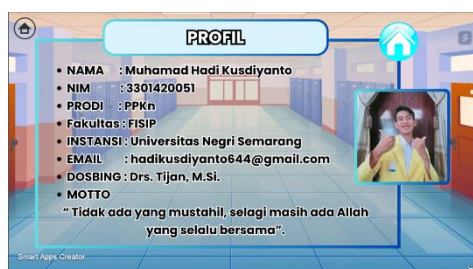 PROFIL
• NAMA : Muhamad Hadi Kusdiyanto
• NIM : 3301420051
• PRODI : PPKn
• Fakultas : FISIP
• INSTANSI : Universitas Negri Semarang
• EMAIL : hadikusdiyanto644@gmail.com
• DOSBING : Drs. Tijan, M.Si.
• MOTTO
“ Tidak ada yang mustahil, selagi masih ada Allah
yang selalu bersama”.
Smart Apps Creator